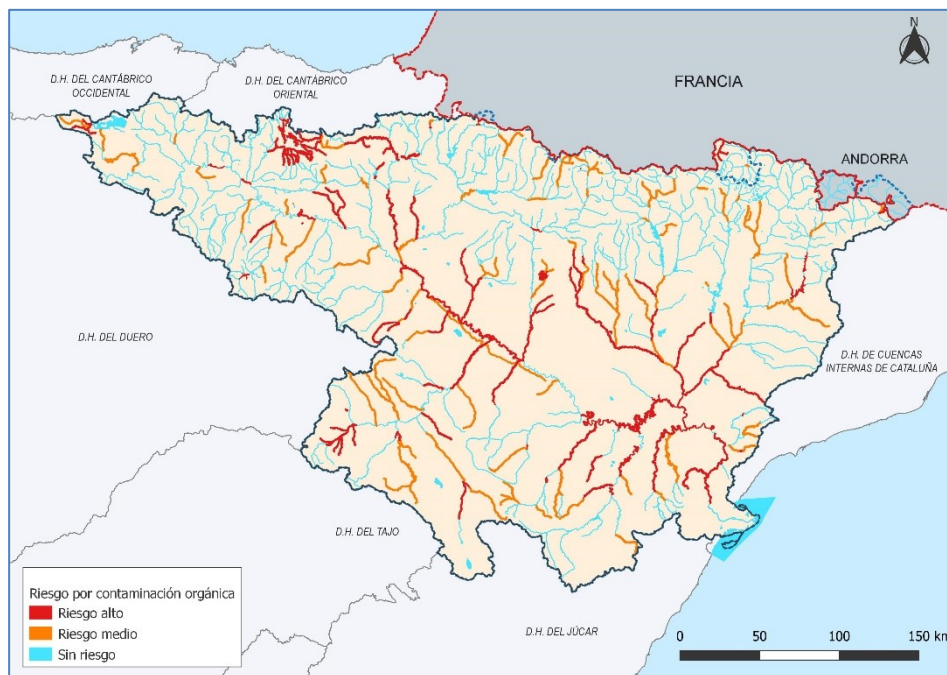 N
D.H. DEL CANTÁBRICO
OCCIDENTAL
D.H. DEL CANTÁBRICO
ORIENTAL
FRANCIA
ANDORRA
D.H. DEL DUERO
D.H. DE CUENCAS
INTERNAS DE CATALUÑA
D.H. DEL TAJO
D.H. DEL JÚCAR
Riesgo por contaminación orgánica
Riesgo alto
Riesgo medio
Sin riesgo
0 50 100 150 km